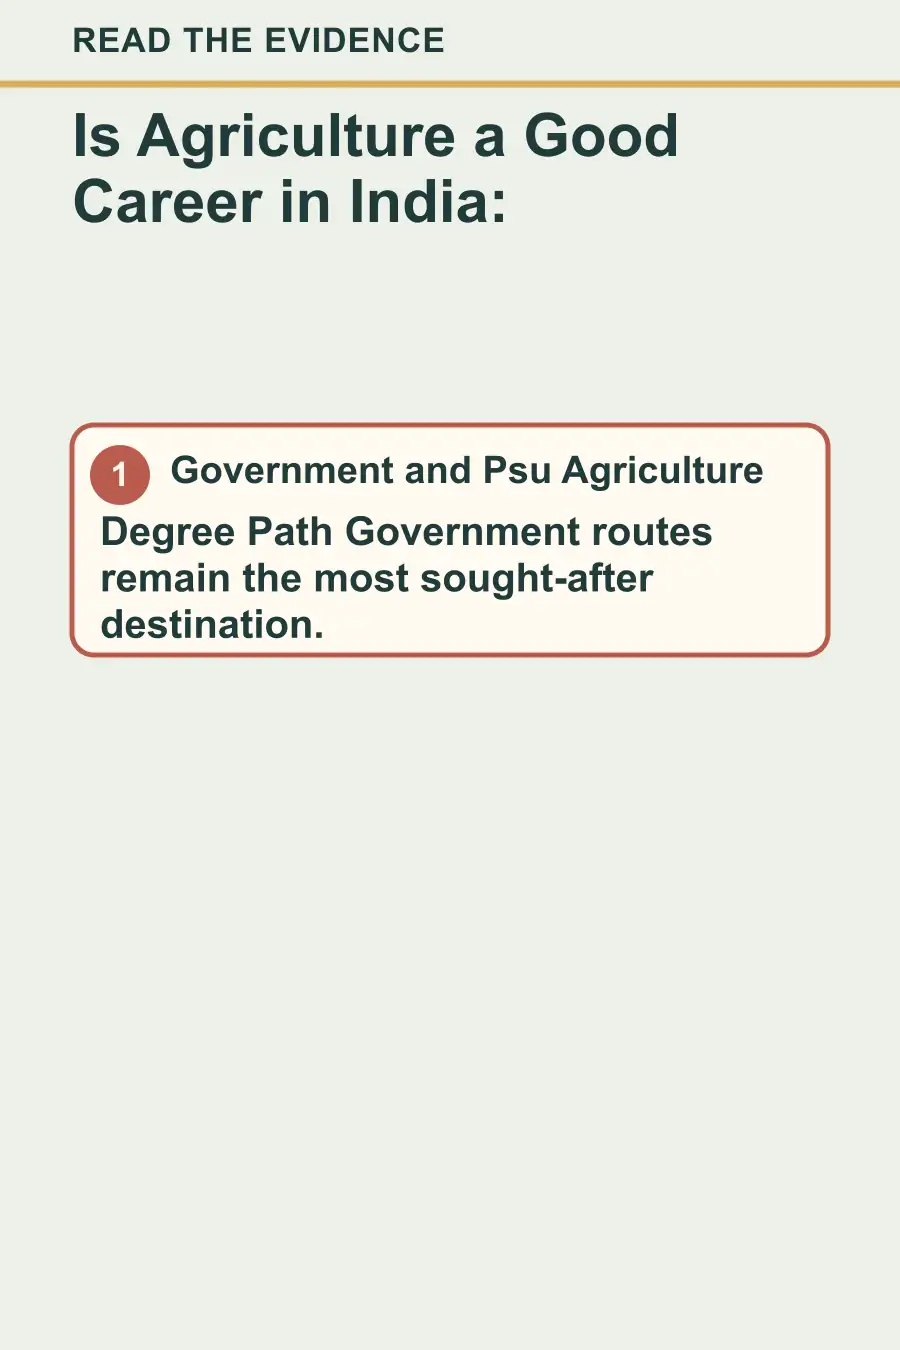 READ THE EVIDENCE
Is Agriculture a Good
Career in India:
1 Government and Psu Agriculture
Degree Path Government routes
remain the most sought-after
destination.